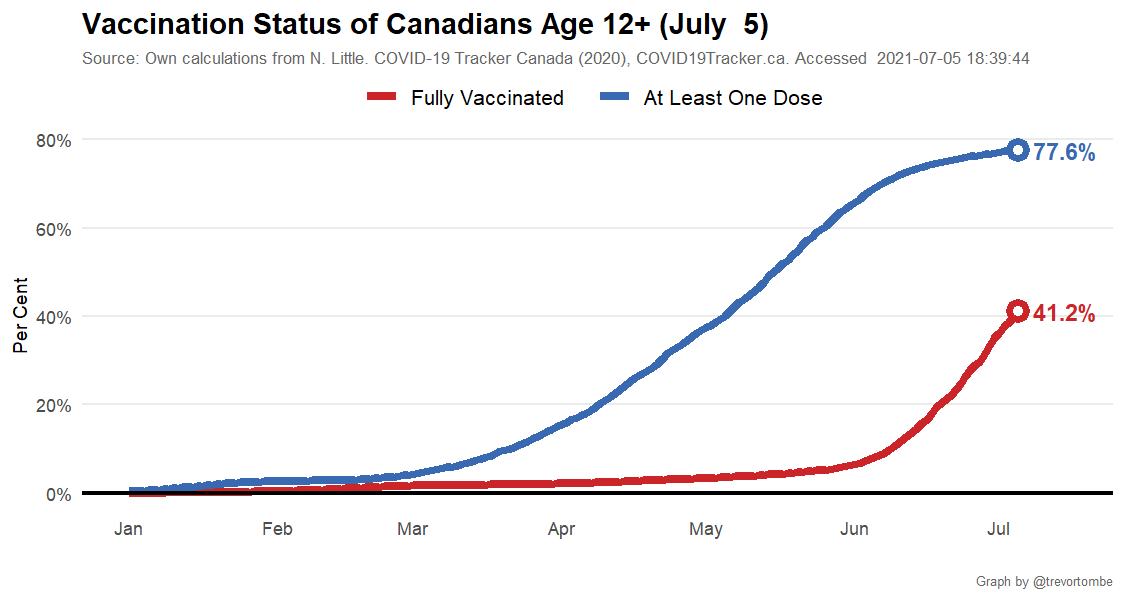 Vaccination Status of Canadians Age 12+ (July  5)
Source: Own calculations from N. Little. COVID-19 Tracker Canada (2020), COVID19Tracker.ca. Accessed  2021-07-05 18:39:44
Fully Vaccinated
At Least One Dose
Per Cent
80%
60%
40%
20%
0%
77.6%
41.2%
Jan
Feb
Mar
Apr
May
Jun
Jul
Graph by @trevortombe